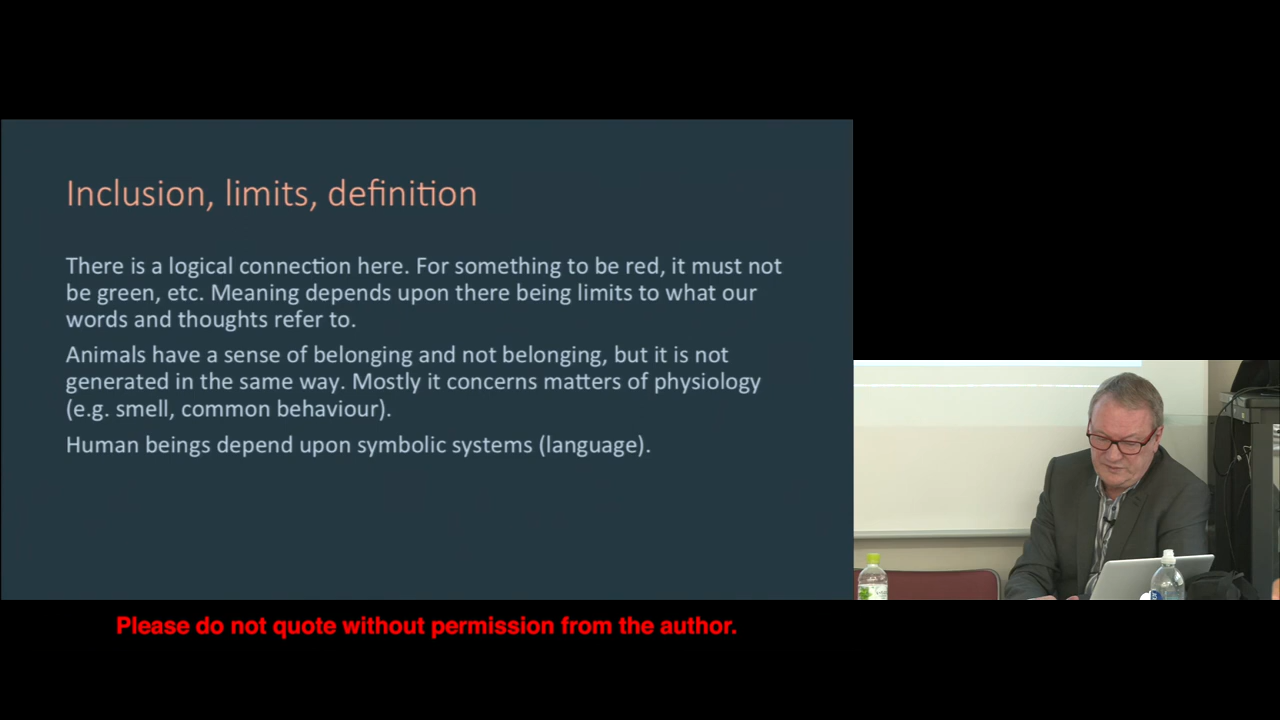 Inclusion, limits, definition
There is a logical connection here. For something to be red, it must not
be green, etc. Meaning depends upon there being limits to what our
words and thoughts refer to.
Animals have a sense of belonging and not belonging, but it is not
generated in the same way. Mostly it concerns matters of physiology
(e.g. smell, common behaviour).
Human beings depend upon symbolic systems (language).
Please do not quote without permission from the author.